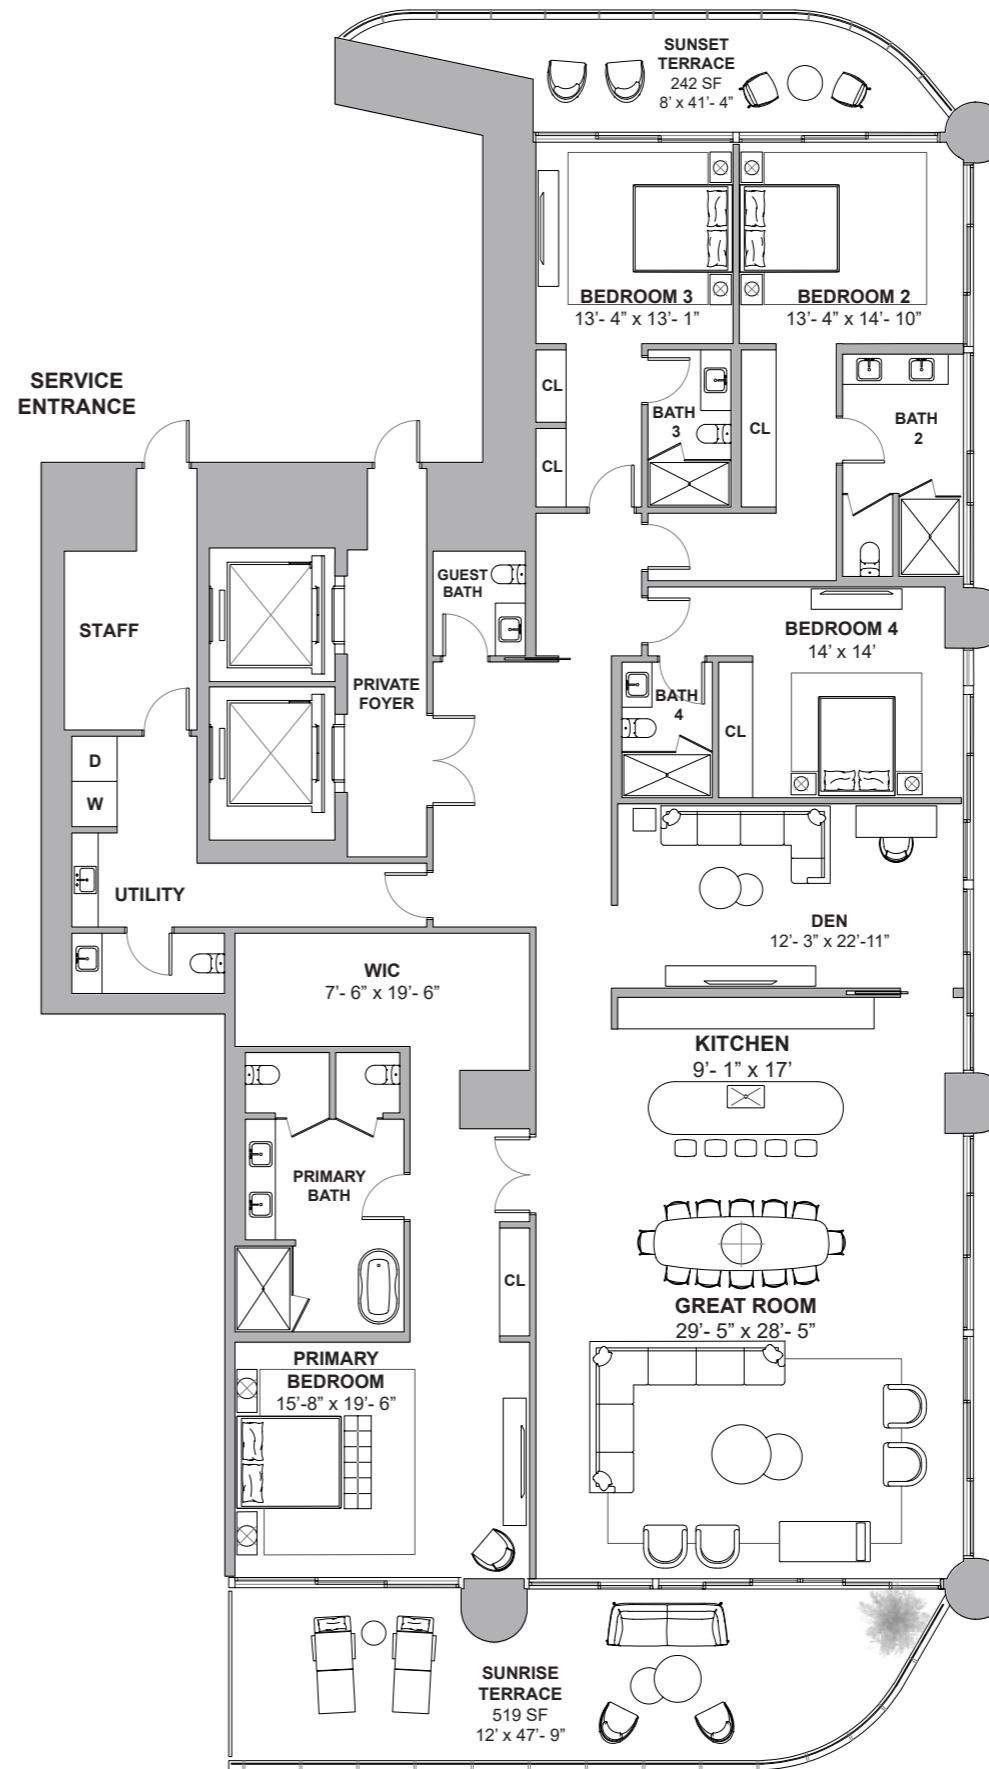 SUNSET
TERRACE
242 SF
8’ x 41’- 4”
BEDROOM 3
13’- 4” x 13’- 1”
BEDROOM 2
13’- 4” x 14’- 10”
SERVICE
ENTRANCE
CL
CL
BATH
3
CL
BATH
2
GUEST
BATH
STAFF
BEDROOM 4
14’ x 14’
PRIVATE
FOYER
BATH
4
CL
D
W
UTILITY
DEN
12’- 3” x 22’-11”
WIC
7’- 6” x 19’- 6”
KITCHEN
9’- 1” x 17’
PRIMARY
BATH
CL
GREAT ROOM
29’- 5” x 28’- 5”
PRIMARY
BEDROOM
15’-8” x 19’- 6”
SUNRISE
TERRACE
519 SF
12’ x 47’- 9”